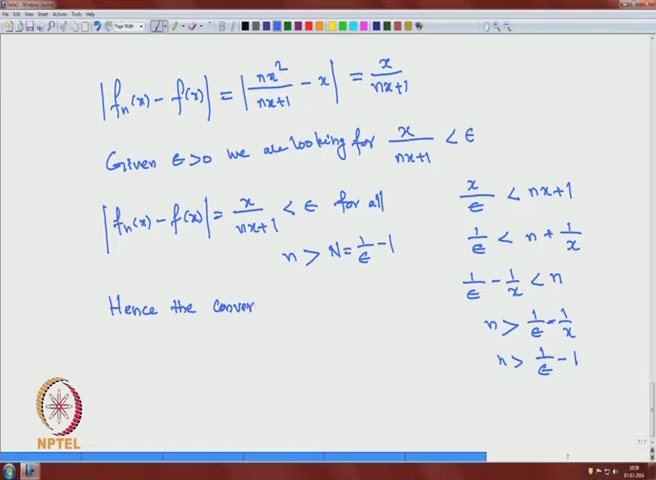 |fn(x) - f(x)| = |nx²/(nx+1) - x| = x/(nx+1)
Given ε>0 we are looking for x/(nx+1) < ε
|fn(x) - f(x)| = x/(nx+1) < ε for all
n > N = 1/ε - 1
Hence the conver
x/ε < nx+1
1/ε < n + 1/x
1/ε - 1/x < n
n > 1/ε - 1/x
n > 1/ε - 1
NPTEL